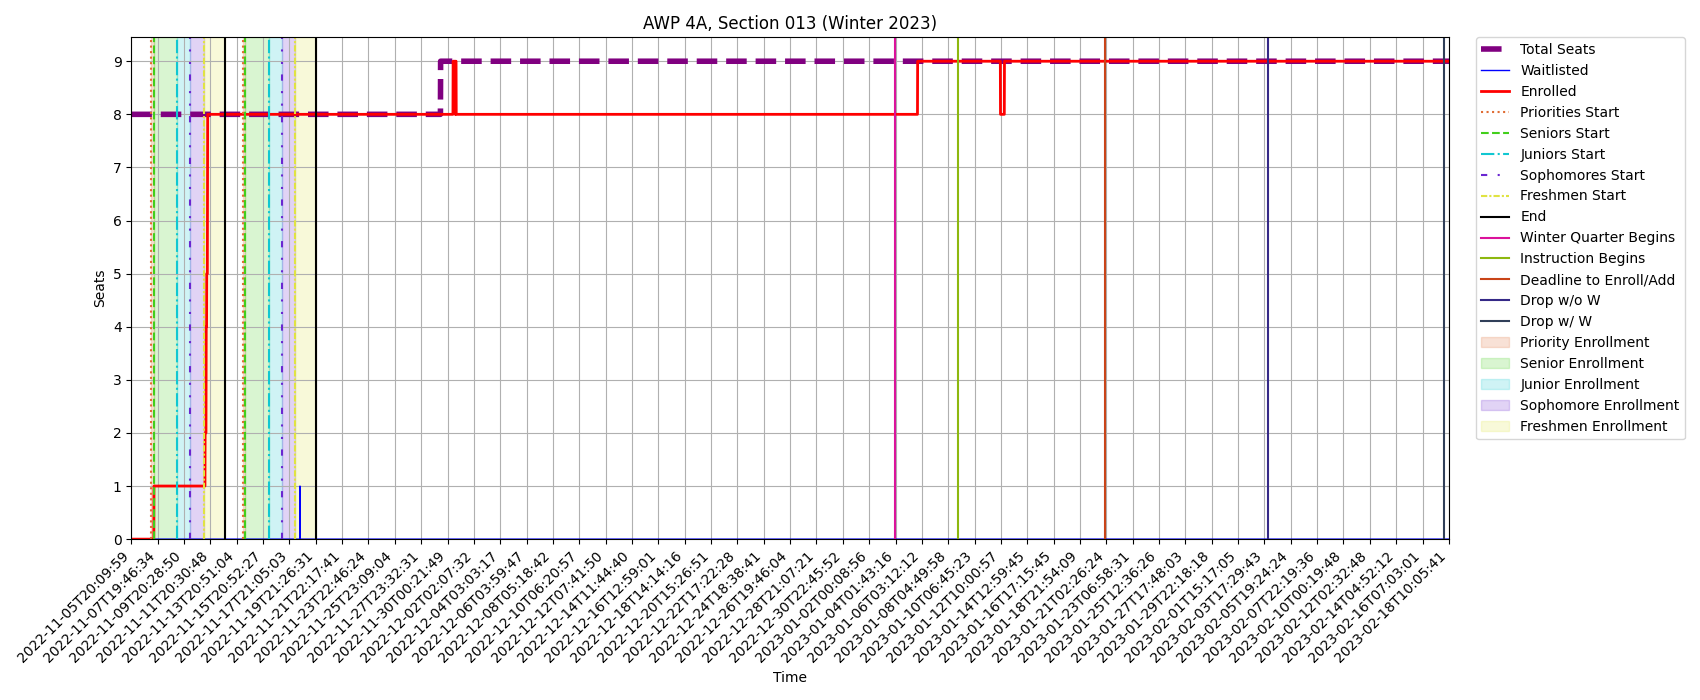 AWP 4A, Section 013 (Winter 2023)
Seats
9
8
7
6
5
4
3
2
1
0
2022-11-05T20:09:59
2022-11-07T19:46:34
2022-11-09T20:28:50
2022-11-11T20:30:48
2022-11-13T20:51:04
2022-11-15T20:52:27
2022-11-17T21:05:03
2022-11-19T21:26:31
2022-11-21T22:17:41
2022-11-23T22:46:24
2022-11-25T23:09:04
2022-11-27T23:32:31
2022-11-30T00:21:49
2022-12-02T02:07:32
2022-12-04T03:03:17
2022-12-06T03:59:47
2022-12-08T05:18:42
2022-12-10T06:20:57
2022-12-12T07:41:50
2022-12-14T11:44:40
2022-12-16T12:59:01
2022-12-18T14:14:16
2022-12-20T15:26:51
2022-12-22T17:22:28
2022-12-24T18:38:41
2022-12-26T19:46:04
2022-12-28T21:07:21
2022-12-30T22:45:52
2023-01-02T00:08:56
2023-01-04T01:43:16
2023-01-06T03:12:12
2023-01-08T04:49:58
2023-01-10T06:45:23
2023-01-12T10:00:57
2023-01-14T12:59:45
2023-01-16T17:15:45
2023-01-18T21:54:09
2023-01-21T02:26:24
2023-01-23T06:58:31
2023-01-25T12:36:26
2023-01-27T17:48:03
2023-01-29T22:18:18
2023-02-01T15:17:05
2023-02-03T17:29:43
2023-02-05T19:24:24
2023-02-07T22:19:36
2023-02-10T00:19:48
2023-02-12T02:32:48
2023-02-14T04:52:12
2023-02-16T07:03:01
2023-02-18T10:05:41
Time
Total Seats
Waitlisted
Enrolled
Priorities Start
Seniors Start
Juniors Start
Sophomores Start
Freshmen Start
End
Winter Quarter Begins
Instruction Begins
Deadline to Enroll/Add
Drop w/o W
Drop w/ W
Priority Enrollment
Senior Enrollment
Junior Enrollment
Sophomore Enrollment
Freshmen Enrollment